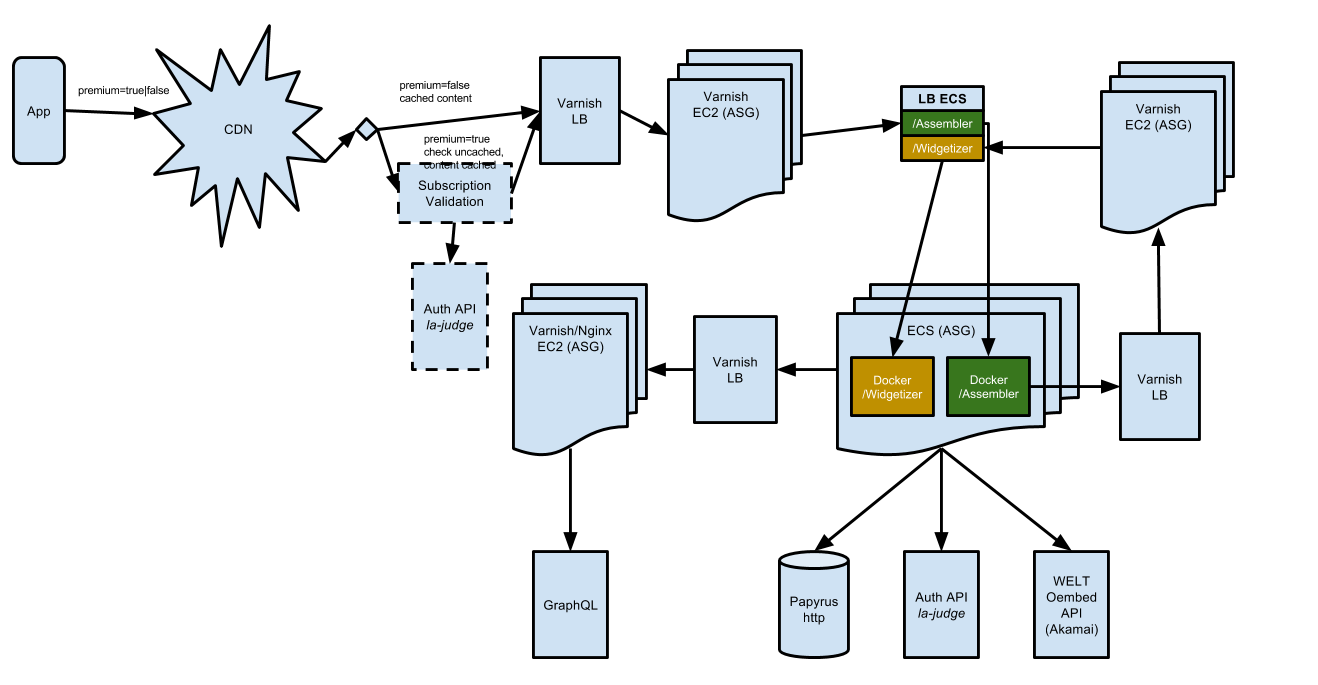 App
premium=true|false
CDN
premium=false
cached content
premium=true
check uncached,
content cached
Subscription
Validation
Auth API
la-judge
Varnish
LB
Varnish
EC2 (ASG)
LB ECS
/Assembler
/Widgetizer
Varnish
EC2 (ASG)
Varnish/Nginx
EC2 (ASG)
Varnish
LB
ECS (ASG)
Docker
/Widgetizer
Docker
/Assembler
Varnish
LB
GraphQL
Papyrus
http
Auth API
la-judge
WELT
Oembed
API
(Akamai)